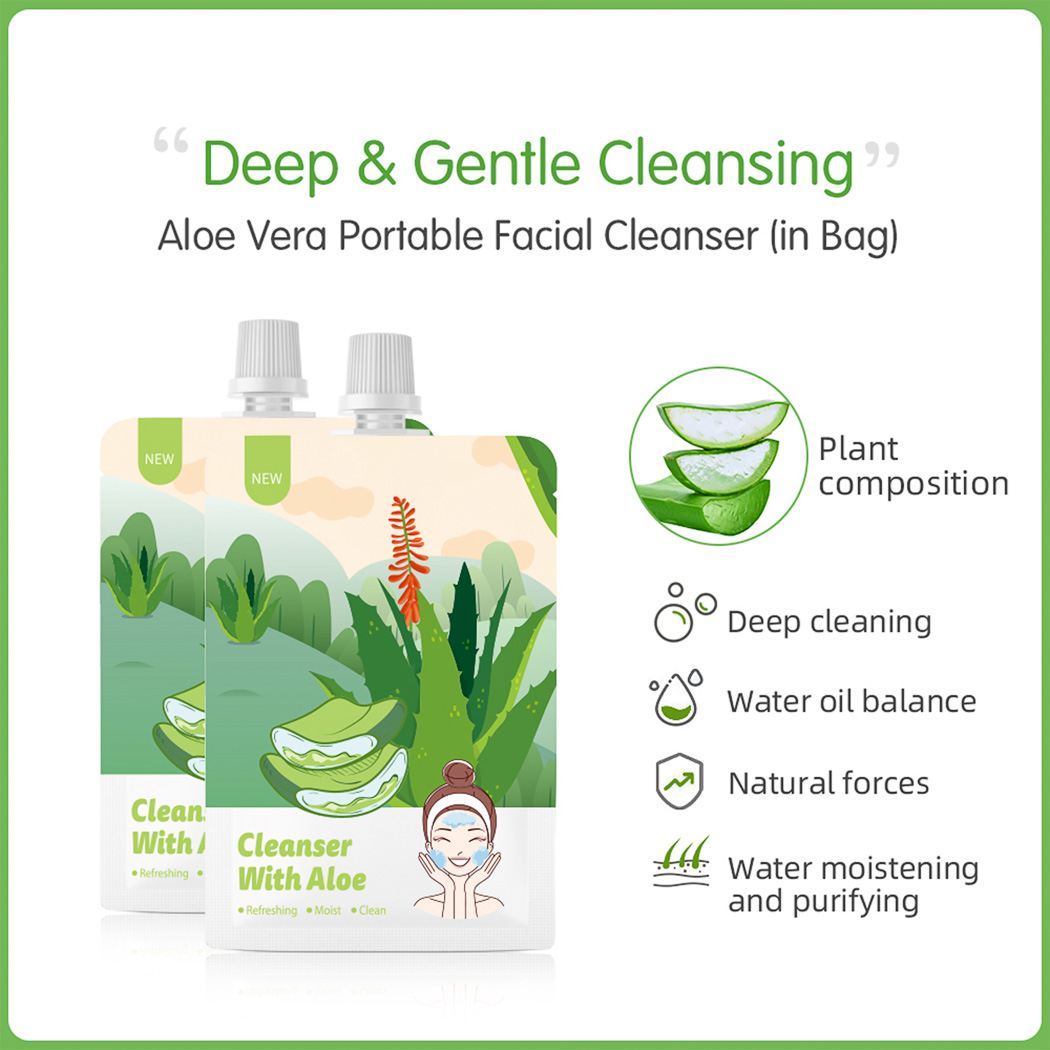 “Deep & Gentle Cleansing”
Aloe Vera Portable Facial Cleanser (in Bag)
NEW
NEW
Plant
composition
Deep cleaning
Water oil balance
Natural forces
Water moistening
and purifying
Clean
With A
• Refreshing •
Cleanser
With Aloe
• Refreshing • Moist • Clean